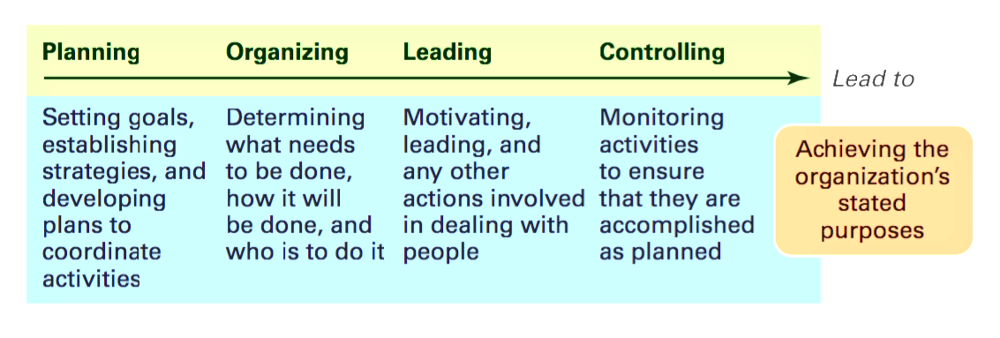 Planning
Organizing
Leading
Controlling
Lead to
Setting goals,
establishing
strategies, and
developing
plans to
coordinate
activities
Determining
what needs
to be done,
how it will
be done, and
who is to do it
Motivating,
leading, and
any other
actions involved
in dealing with
people
Monitoring
activities
to ensure
that they are
accomplished
as planned
Achieving the
organization's
stated
purposes